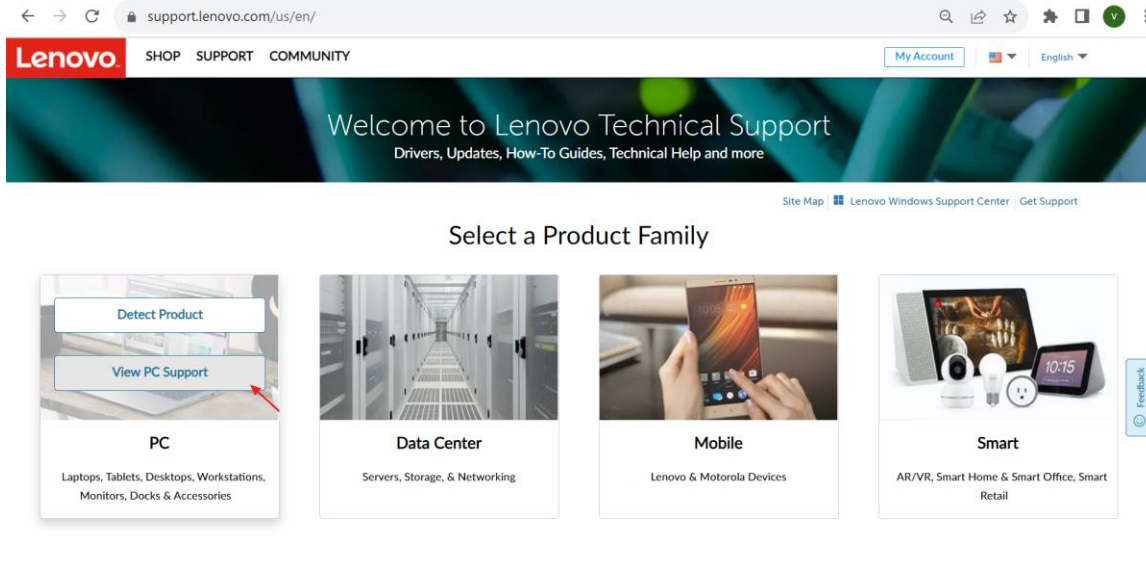 support.lenovo.com/us/en/
V
Lenovo
SHOP SUPPORT COMMUNITY
My Account
English
Welcome to Lenovo Technical Support
Drivers, Updates, How-To Guides, Technical Help and more
Site Map Lenovo Windows Support Center Get Support
Select a Product Family
Detect Product
View PC Support
10:08
10:15
Feedback
PC
Laptops, Tablets, Desktops, Workstations,
Monitors, Docks & Accessories
Data Center
Servers, Storage, & Networking
Mobile
Lenovo & Motorola Devices
Smart
AR/VR, Smart Home & Smart Office, Smart
Retail